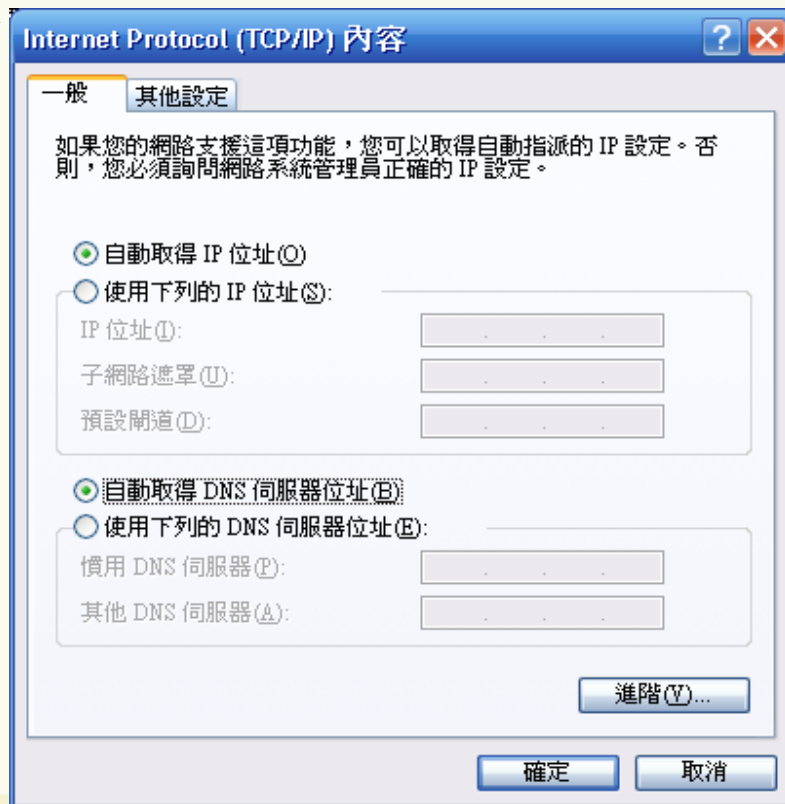 Internet Protocol (TCP/IP) 內容
一般
其他設定
如果您的網路支援這項功能，您可以取得自動指派的 IP 設定。否
則，您必須詢問網路系統管理員正確的 IP 設定。
自動取得 IP 位址(O)
使用下列的 IP 位址(S):
IP 位址(I):
子網路遮罩(U):
預設閘道(D):
自動取得 DNS 伺服器位址(B)
使用下列的 DNS 伺服器位址(E):
慣用 DNS 伺服器(P):
其他 DNS 伺服器(A):
進階(V)...
確定
取消